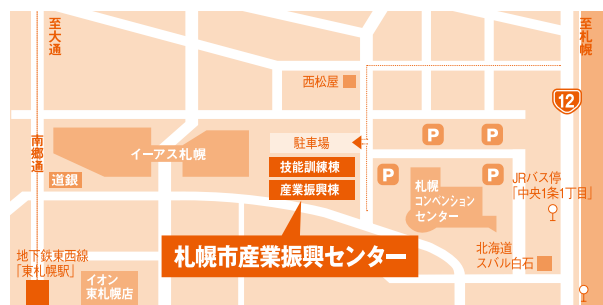 至大通
至札幌
西松屋
12
南郷通
駐車場
P
P
イーアス札幌
技能訓練棟
道銀
産業振興棟
P
P
札幌
コンベンション
センター
JRバス停
「中央1条1丁目」
札幌市産業振興センター
地下鉄東西線
「東札幌駅」
イオン
東札幌店
北海道
スバル白石